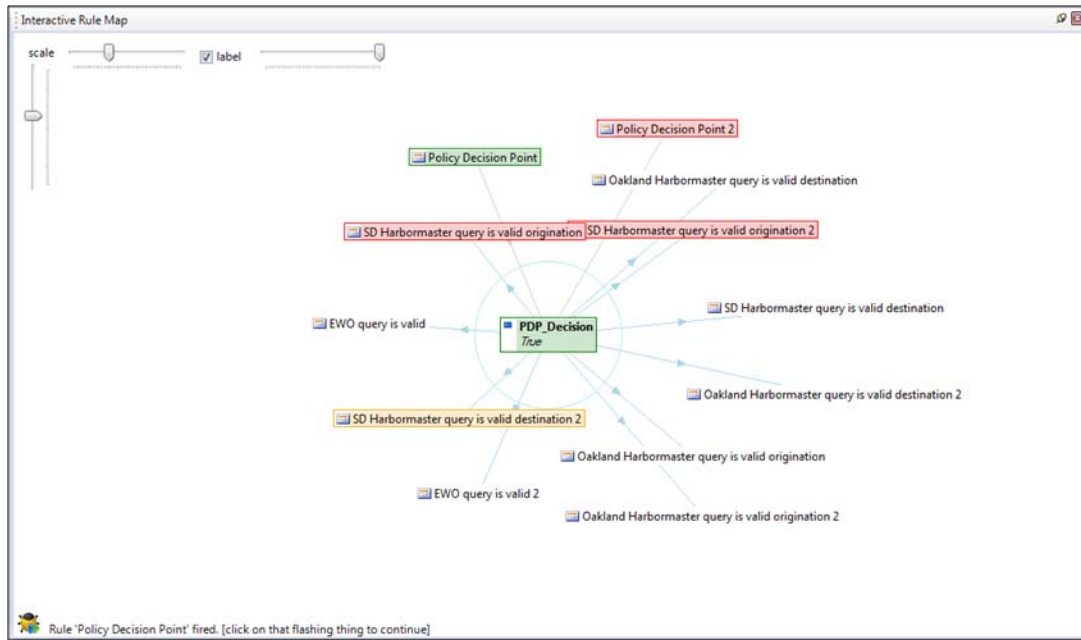 Interactive Rule Map
scale
label
Policy Decision Point 2
Policy Decision Point
Oakland Harbormaster query is valid destination
SD Harbormaster query is valid origination
SD Harbormaster query is valid origination 2
SD Harbormaster query is valid destination
EWO query is valid
PDP_Decision
True
Oakland Harbormaster query is valid destination 2
SD Harbormaster query is valid destination 2
Oakland Harbormaster query is valid origination
EWO query is valid 2
Oakland Harbormaster query is valid origination 2
Rule 'Policy Decision Point' fired. [click on that flashing thing to continue]